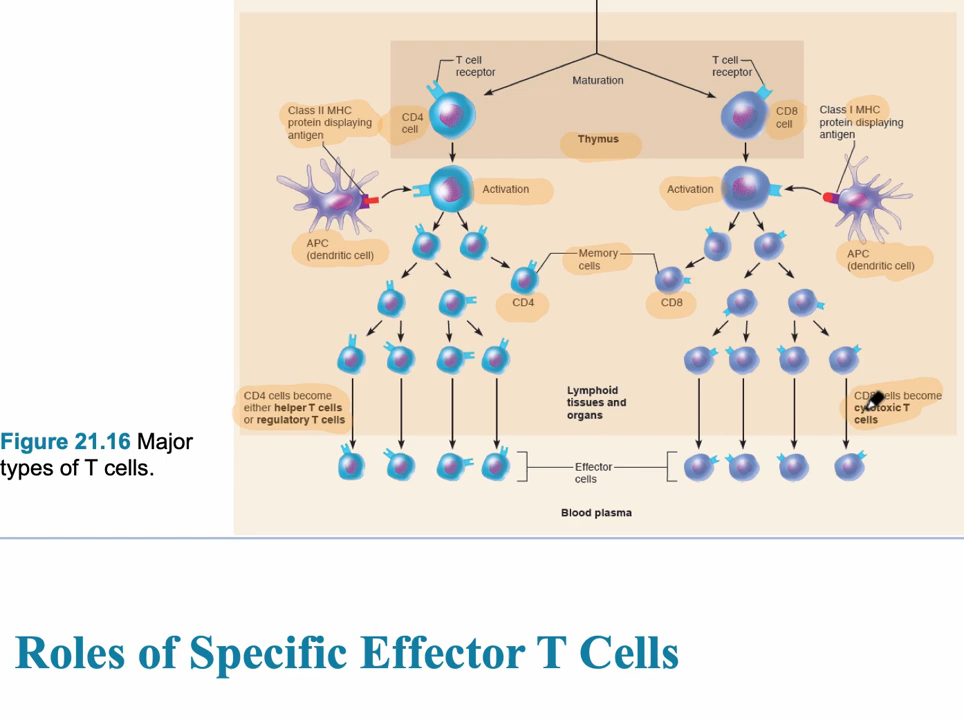 T cell
receptor
T cell
receptor
Maturation
Class II MHC
protein displaying
antigen
CD4
cell
CD8
cell
Class I MHC
protein displaying
antigen
Thymus
Activation
Activation
APC
(dendritic cell)
Memory
cells
APC
(dendritic cell)
CD4
CD8
CD4 cells become
either helper T cells
or regulatory T cells
Lymphoid
tissues and
organs
become
cytotoxic T
cells
Figure 21.16 Major
types of T cells.
Effector
cells
Blood plasma
Roles of Specific Effector T Cells